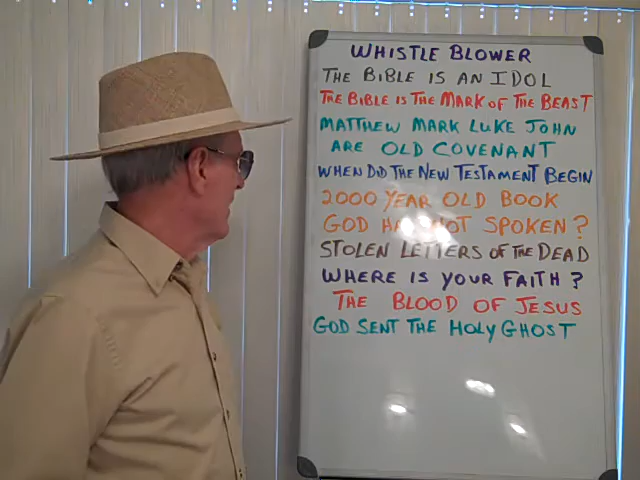 WHISTLE BLOWER
THE BIBLE IS AN IDOL
THE BIBLE IS THE MARK OF THE BEAST
MATTHEW MARK LUKE JOHN
ARE OLD COVENANT
WHEN DID THE NEW TESTAMENT BEGIN
2000 YEAR OLD BOOK
GOD HAS NOT SPOKEN?
STOLEN LETTERS OF THE DEAD
WHERE IS YOUR FAITH?
THE BLOOD OF JESUS
GOD SENT THE HOLY GHOST